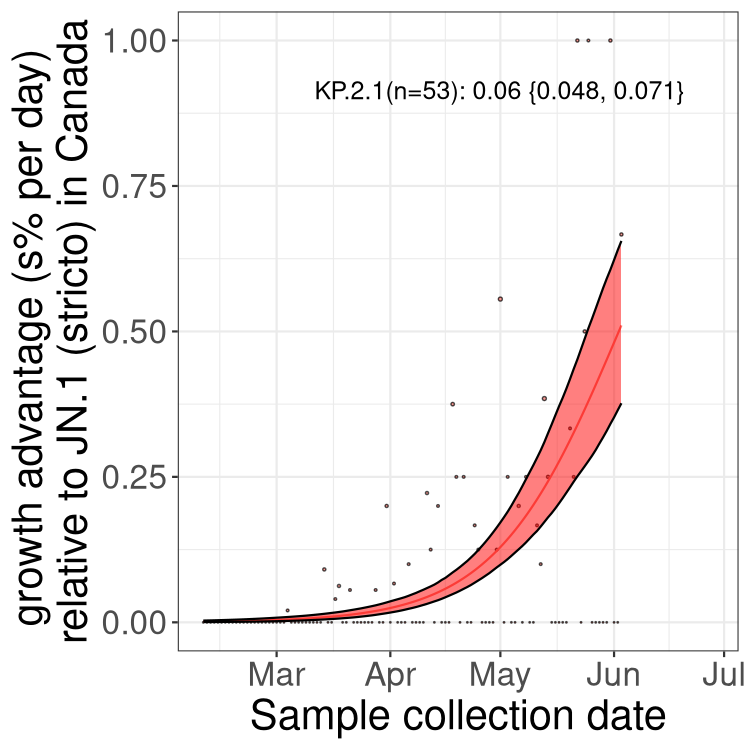 growth advantage (s% per day)
relative to JN.1 (stricto) in Canada
1.00
0.75
0.50
0.25
0.00
KP.2.1(n=53): 0.06 {0.048, 0.071}
Mar Apr May Jun Jul
Sample collection date